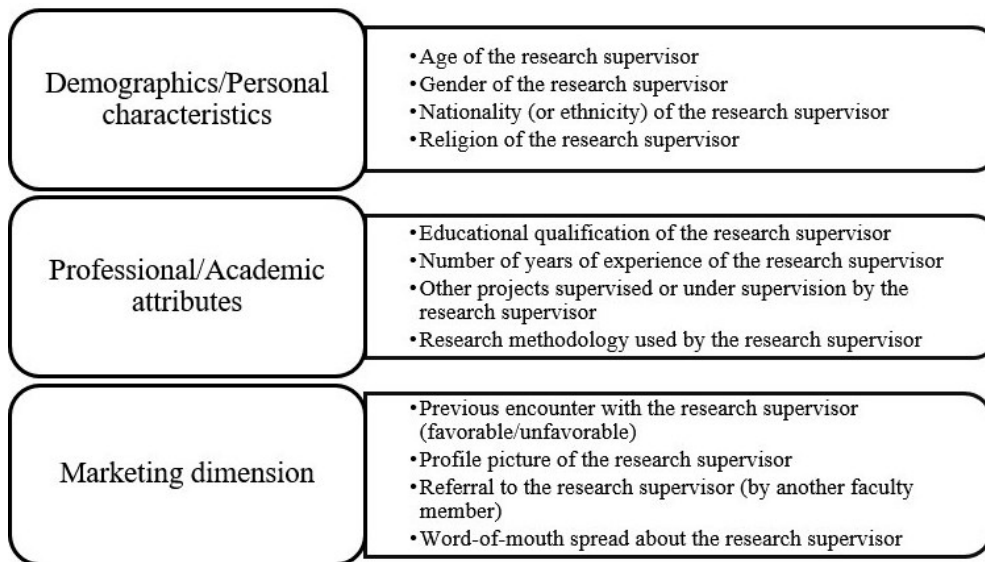 Demographics/Personal
characteristics
•Age of the research supervisor
•Gender of the research supervisor
•Nationality (or ethnicity) of the research supervisor
•Religion of the research supervisor
Professional/Academic
attributes
•Educational qualification of the research supervisor
•Number of years of experience of the research supervisor
•Other projects supervised or under supervision by the
research supervisor
•Research methodology used by the research supervisor
Marketing dimension
•Previous encounter with the research supervisor
(favorable/unfavorable)
•Profile picture of the research supervisor
•Referral to the research supervisor (by another faculty
member)
•Word-of-mouth spread about the research supervisor